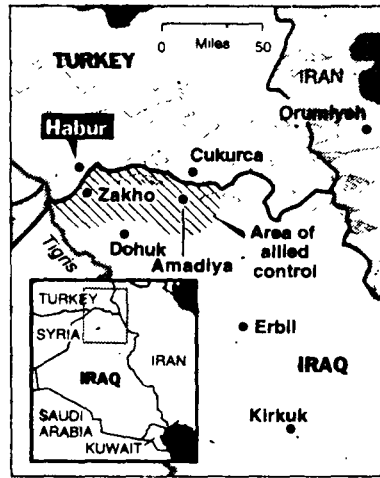 0
Miles
50
TURKEY
IRAN
Orumiyeh
Habur
Cukurca
Zakho
Tigris
Dohuk
Amadiya
Area of
allied
control
TURKEY
SYRIA
IRAN
IRAQ
SAUDI
ARABIA
KUWAIT
Erbil
IRAQ
Kirkuk